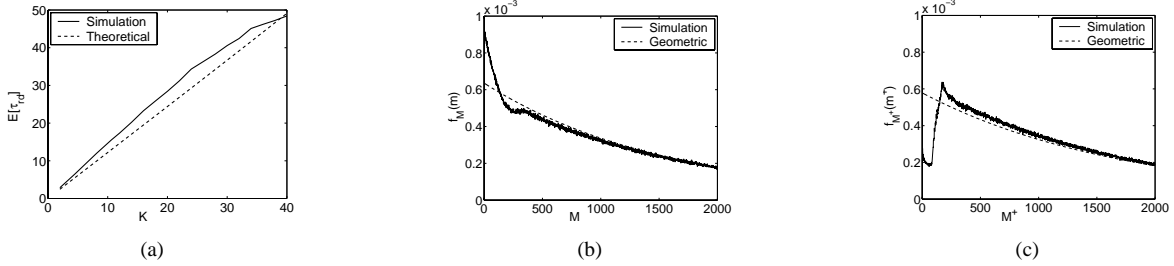 50
40
30
20
10
0
E[τrd]
Simulation
Theoretical
0 10 20 30 40
K
(a)
1 x 10^-3
0.8
0.6
0.4
0.2
0
f_M(m)
Simulation
Geometric
0 500 1000 1500 2000
M
(b)
1 x 10^-3
0.8
0.6
0.4
0.2
0
f_M+(m+)
Simulation
Geometric
0 500 1000 1500 2000
M+
(c)